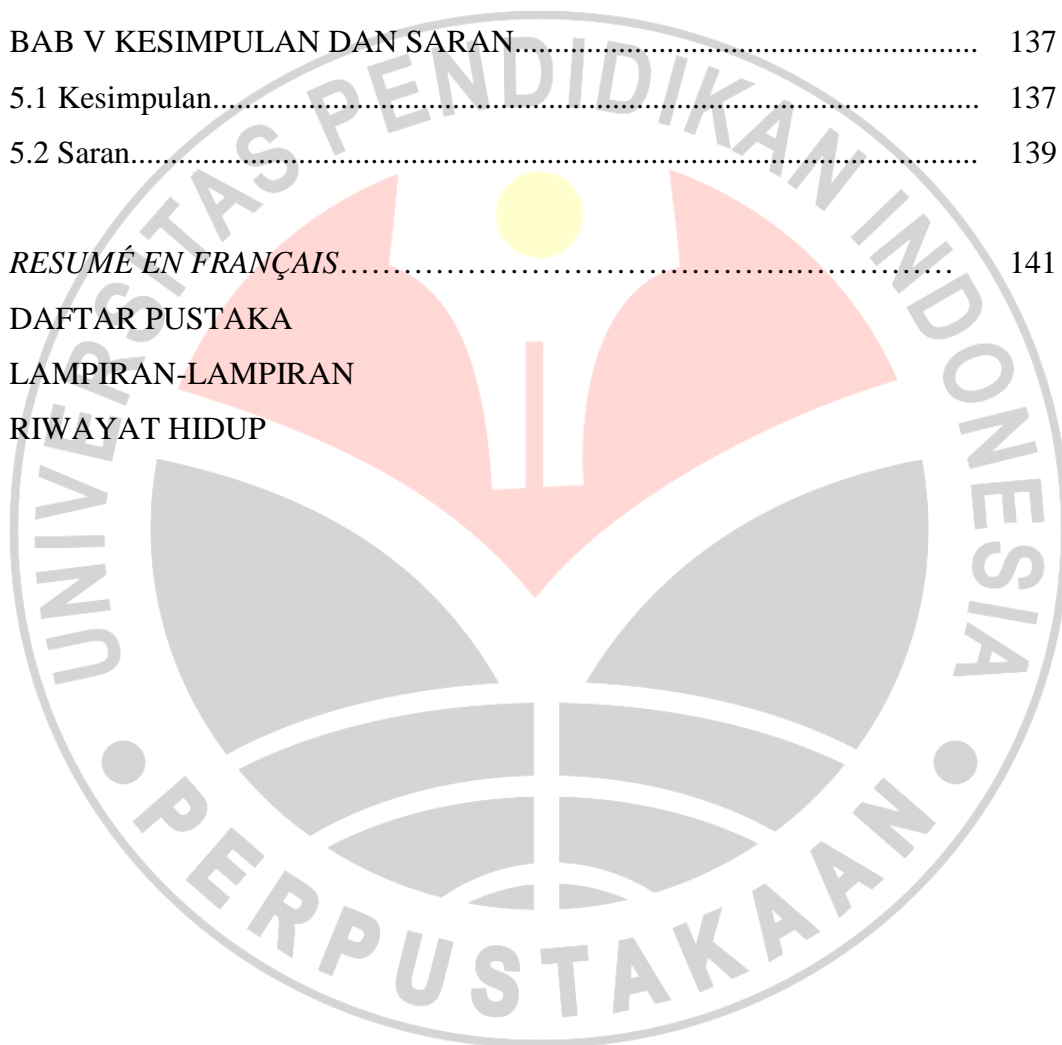 BAB V KESIMPULAN DAN SARAN.......................................................... 137
5.1 Kesimpulan................................................................................................ 137
5.2 Saran.......................................................................................................... 139
RESUMÉ EN FRANÇAIS…………………………………………………………… 141
DAFTAR PUSTAKA
LAMPIRAN-LAMPIRAN
RIWAYAT HIDUP
UNIVERSITAS PENDIDIKAN INDONESIA
PERPUSTAKAAN